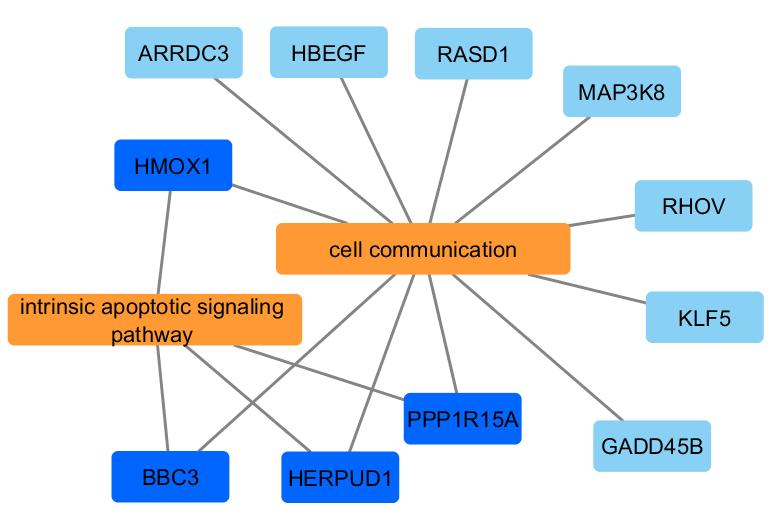 ARRDC3
HBEGF
RASD1
MAP3K8
HMOX1
RHOV
cell communication
intrinsic apoptotic signaling
pathway
KLF5
PPP1R15A
GADD45B
BBC3
HERPUD1